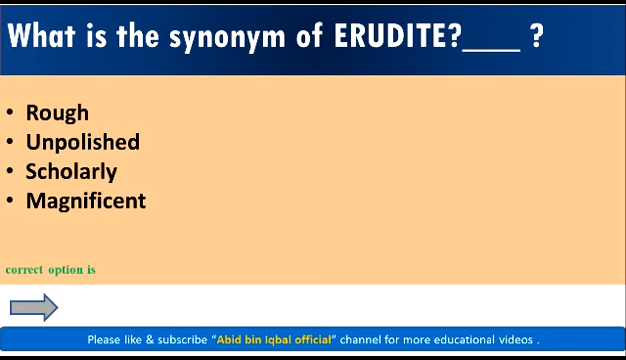 What is the synonym of ERUDITE?____ ?
• Rough
• Unpolished
• Scholarly
• Magnificent
correct option is
Please like & subscribe “Abid bin Iqbal official” channel for more educational videos .